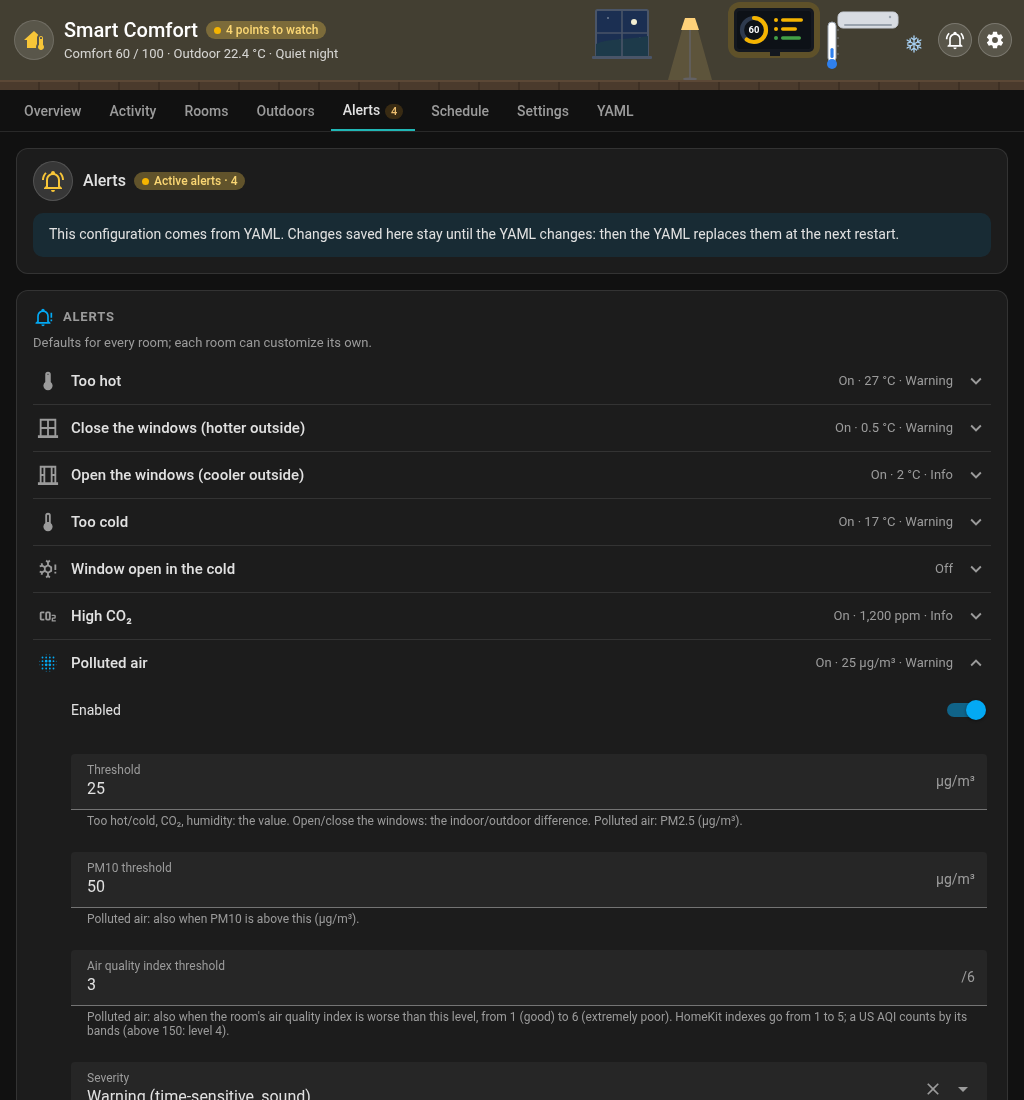 Smart Comfort
4 points to watch
Comfort 60 / 100 · Outdoor 22.4 °C · Quiet night
60
Overview
Activity
Rooms
Outdoors
Alerts 4
Schedule
Settings
YAML
Alerts
Active alerts · 4
This configuration comes from YAML. Changes saved here stay until the YAML changes: then the YAML replaces them at the next restart.
ALERTS
Defaults for every room; each room can customize its own.
Too hot
On · 27 °C · Warning
Close the windows (hotter outside)
On · 0.5 °C · Warning
Open the windows (cooler outside)
On · 2 °C · Info
Too cold
On · 17 °C · Warning
Window open in the cold
Off
CO2
High CO₂
On · 1,200 ppm · Info
Polluted air
On · 25 µg/m³ · Warning
Enabled
Threshold
25
µg/m³
Too hot/cold, CO₂, humidity: the value. Open/close the windows: the indoor/outdoor difference. Polluted air: PM2.5 (µg/m³).
PM10 threshold
50
µg/m³
Polluted air: also when PM10 is above this (µg/m³).
Air quality index threshold
3
/6
Polluted air: also when the room's air quality index is worse than this level, from 1 (good) to 6 (extremely poor). HomeKit indexes go from 1 to 5; a US AQI counts by its
bands (above 150: level 4).
Severity
Warning (time-sensitive, sound)